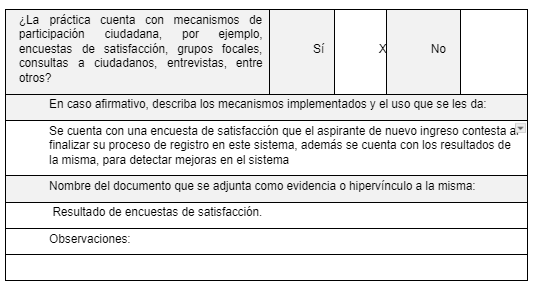 ¿La práctica cuenta con mecanismos de
participación ciudadana, por ejemplo,
encuestas de satisfacción, grupos focales,
consultas a ciudadanos, entrevistas, entre
otros?
Sí X No
En caso afirmativo, describa los mecanismos implementados y el uso que se les da:
Se cuenta con una encuesta de satisfacción que el aspirante de nuevo ingreso contesta al
finalizar su proceso de registro en este sistema, además se cuenta con los resultados de
la misma, para detectar mejoras en el sistema
Nombre del documento que se adjunta como evidencia o hipervínculo a la misma:
Resultado de encuestas de satisfacción.
Observaciones: